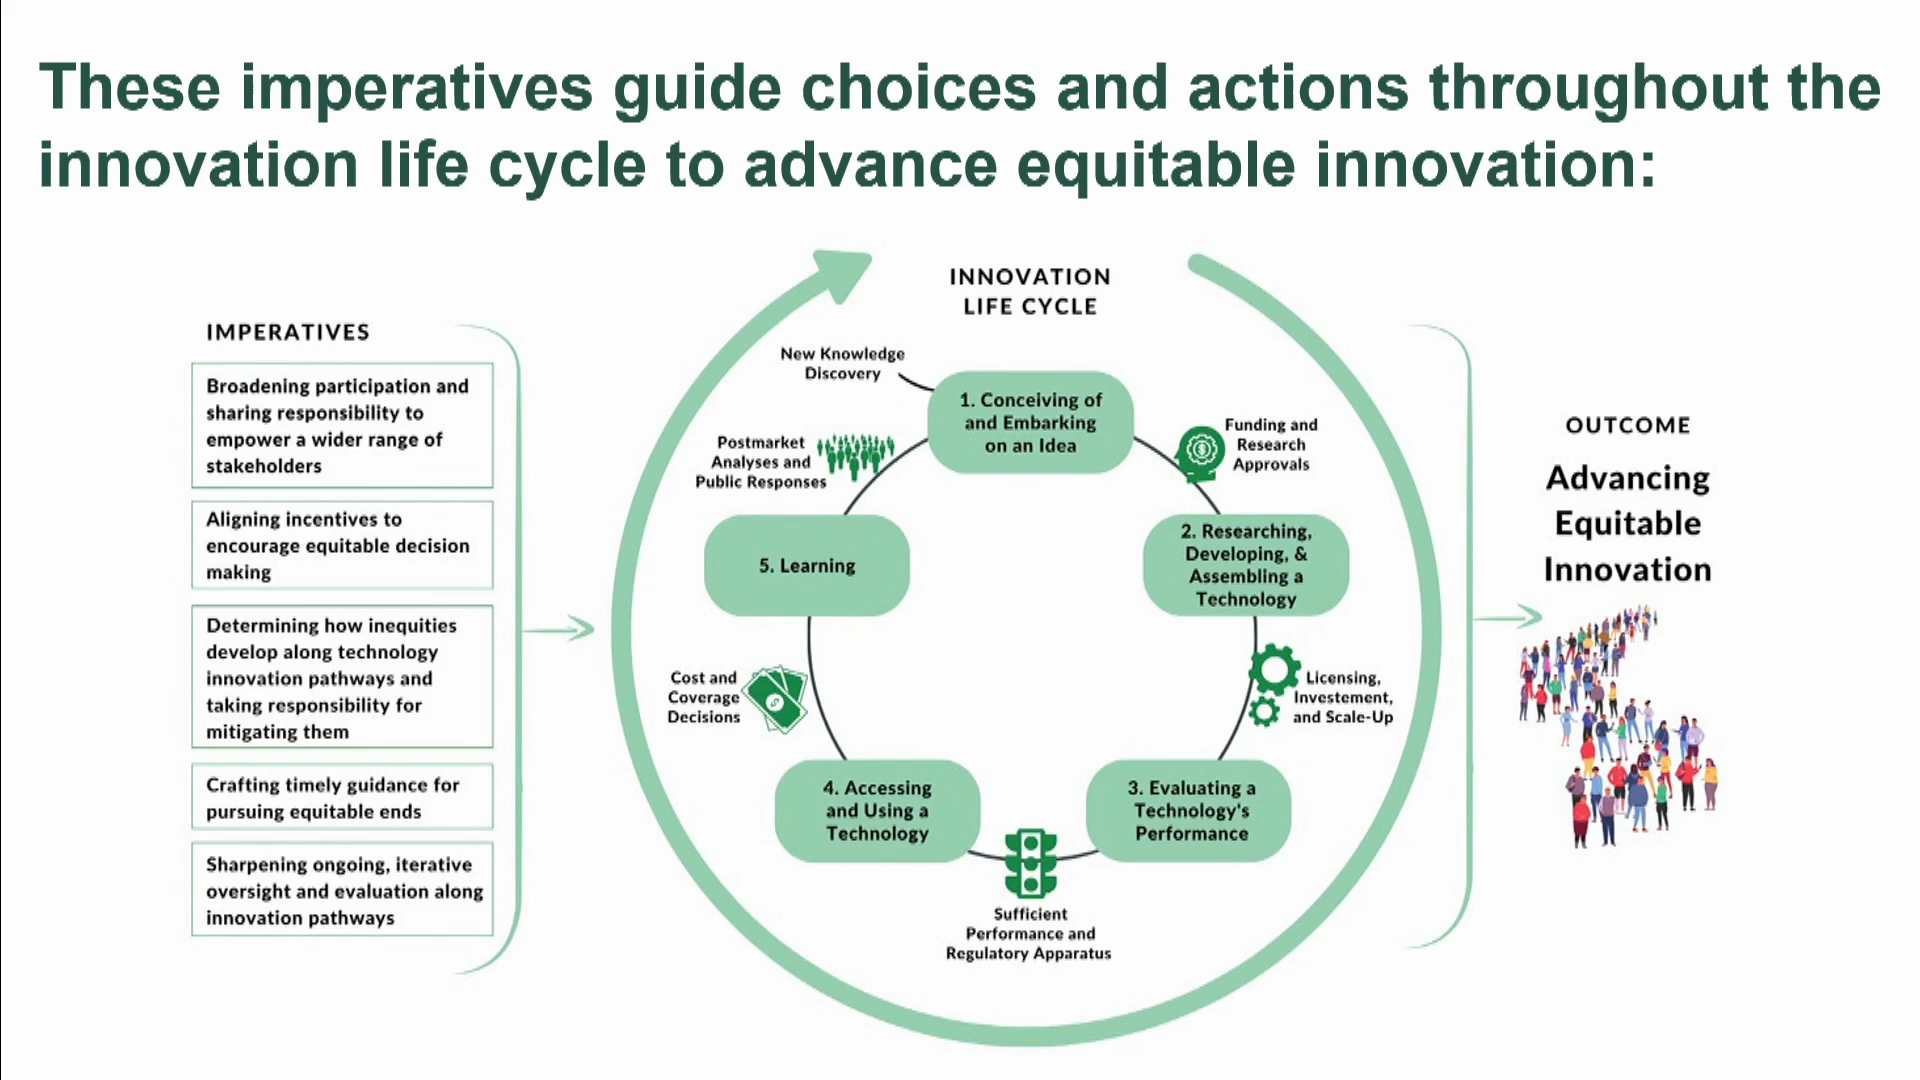 These imperatives guide choices and actions throughout the
innovation life cycle to advance equitable innovation:
IMPERATIVES
Broadening participation and
sharing responsibility to
empower a wider range of
stakeholders
Aligning incentives to
encourage equitable decision
making
Determining how inequities
develop along technology
innovation pathways and
taking responsibility for
mitigating them
Crafting timely guidance for
pursuing equitable ends
Sharpening ongoing, iterative
oversight and evaluation along
innovation pathways
INNOVATION
LIFE CYCLE
New Knowledge
Discovery
1. Conceiving of
and Embarking
on an Idea
Funding and
Research
Approvals
2. Researching,
Developing, &
Assembling a
Technology
Licensing,
Investement,
and Scale-Up
3. Evaluating a
Technology's
Performance
Sufficient
Performance and
Regulatory Apparatus
4. Accessing
and Using a
Technology
Cost and
Coverage
Decisions
5. Learning
Postmarket
Analyses and
Public Responses
OUTCOME
Advancing
Equitable
Innovation